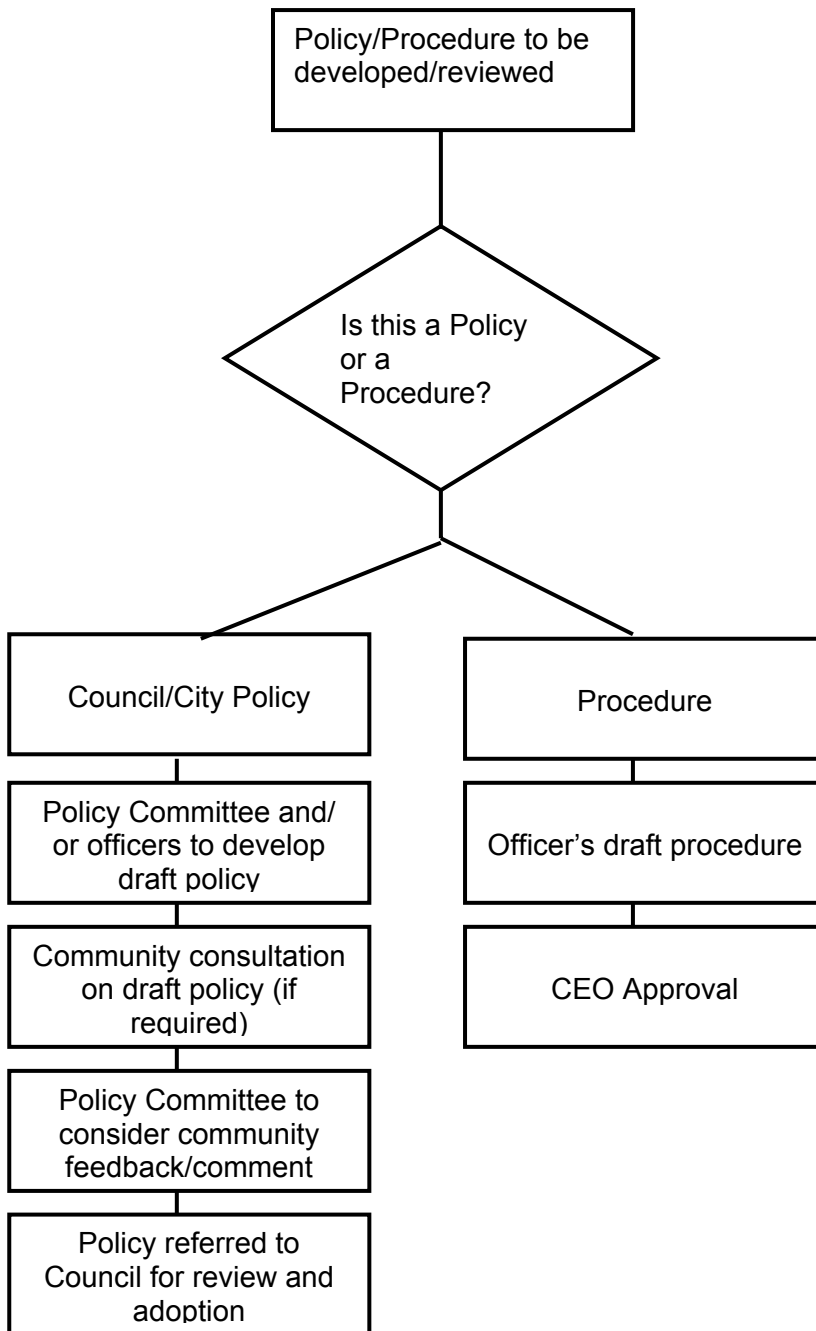 Policy/Procedure to be
developed/reviewed
Is this a Policy
or a
Procedure?
Council/City Policy
Policy Committee and/
or officers to develop
draft policy
Community consultation
on draft policy (if
required)
Policy Committee to
consider community
feedback/comment
Policy referred to
Council for review and
adoption
Procedure
Officer’s draft procedure
CEO Approval